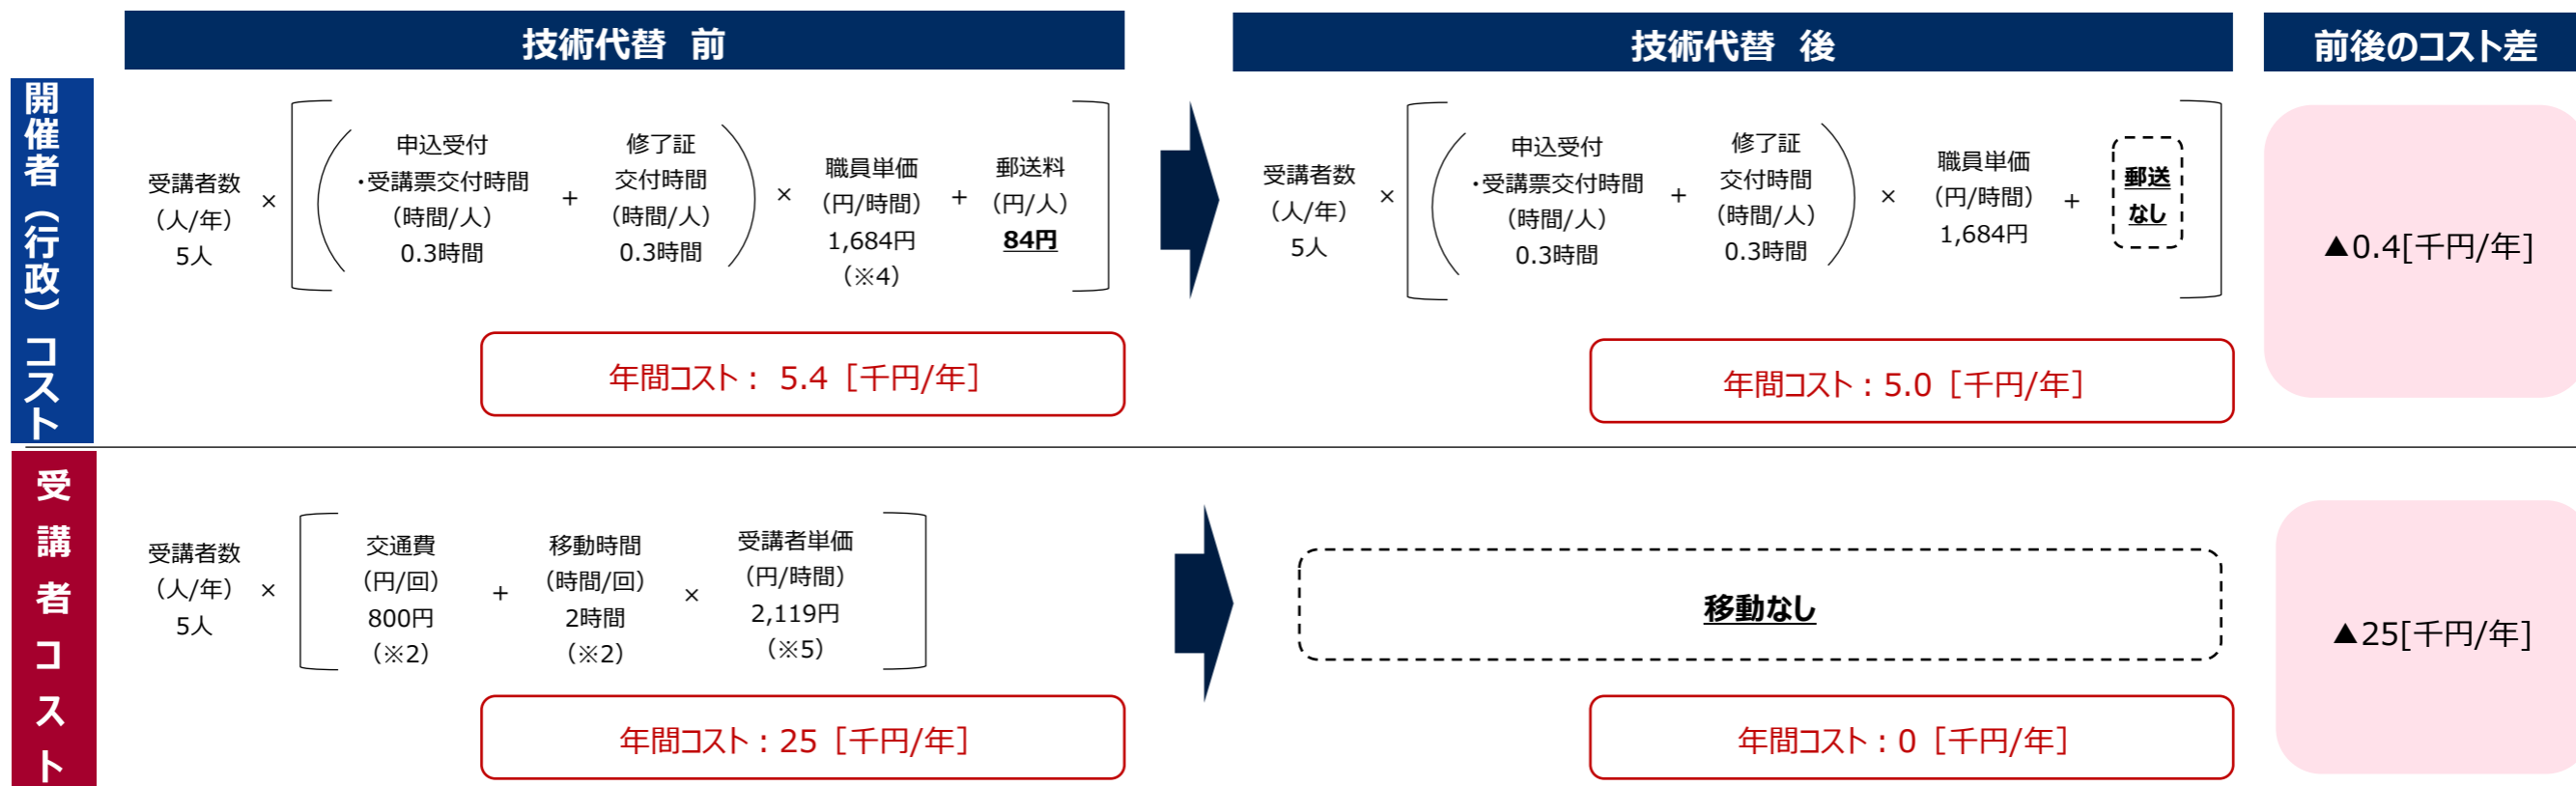 技術代替 前
技術代替 後
前後のコスト差
開催者（行政）コスト
受講者数
（人/年）
5人
×
申込受付
・受講票交付時間
（時間/人）
0.3時間
+
修了証
交付時間
（時間/人）
0.3時間
×
職員単価
（円/時間）
1,684円
（※4）
+
郵送料
（円/人）
84円
年間コスト： 5.4［千円/年］
受講者数
（人/年）
5人
×
申込受付
・受講票交付時間
（時間/人）
0.3時間
+
修了証
交付時間
（時間/人）
0.3時間
×
職員単価
（円/時間）
1,684円
+
郵送
なし
年間コスト：5.0［千円/年］
▲0.4[千円/年]
受講者コスト
受講者数
（人/年）
5人
×
交通費
（円/回）
800円
（※2）
+
移動時間
（時間/回）
2時間
（※2）
×
受講者単価
（円/時間）
2,119円
（※5）
年間コスト：25［千円/年］
移動なし
年間コスト：0［千円/年］
▲25[千円/年]